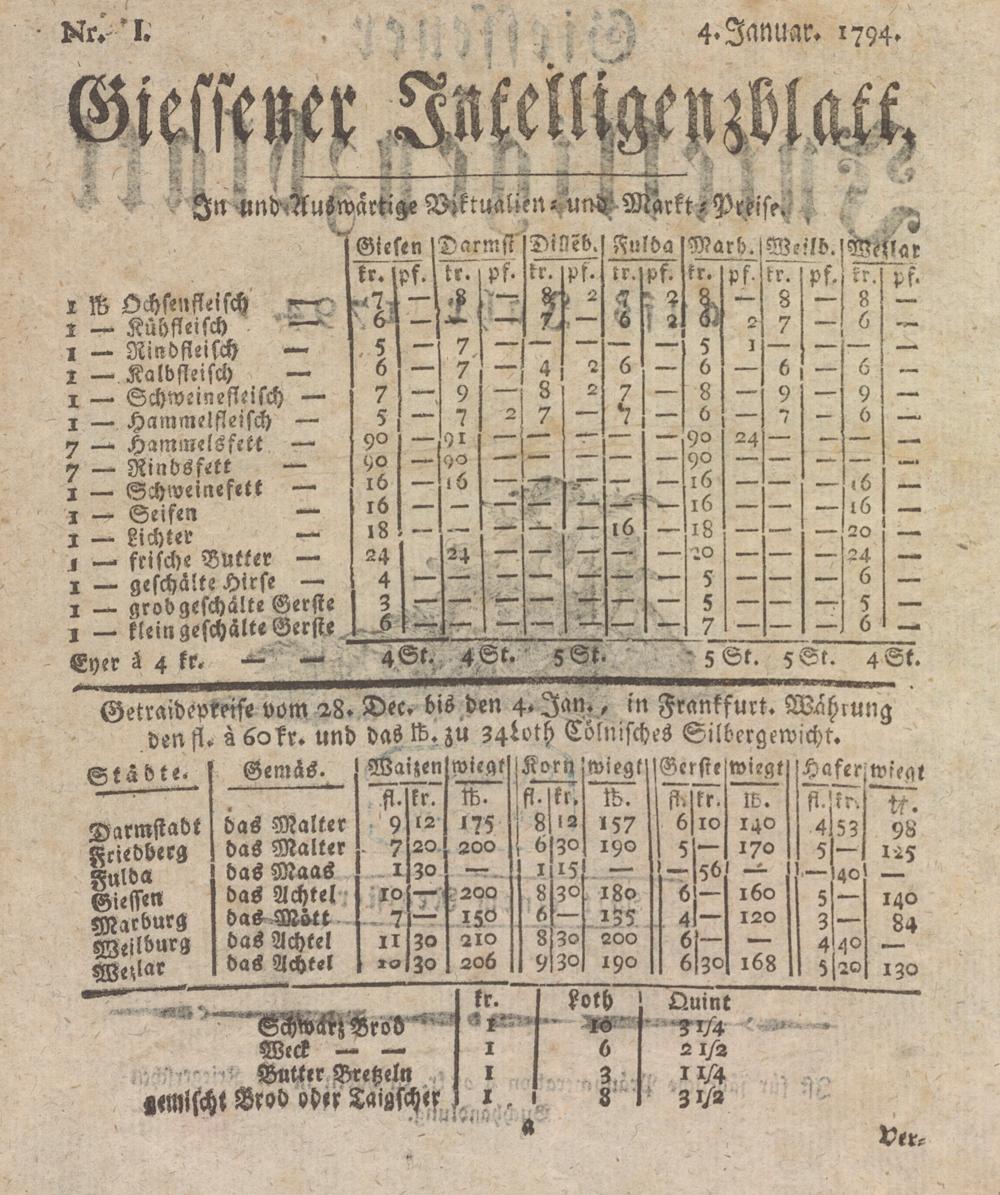 Nr. I. 4. Januar. 1794.
Giessener Intelligenzblatt.
In und Auswärtige Viktualien- und Markt-Preise.
Giesen Darmst Fulda Marb. Weilb. Wetzlar
kr. pf. kr. pf. kr. pf. kr. pf. kr. pf. kr. pf. kr. pf.
1 ℔ Ochsenfleisch — 7 — 8 — 8 2 7 2 8 — 8 — 8 —
1 — Kühfleisch — 6 — — — 7 — 6 2 6 2 7 — 6 —
1 — Rindfleisch — 5 — 7 — — — — — 5 1 — — — —
1 — Kalbfleisch — 6 — 7 — 4 2 6 — 6 — 6 — 6 —
1 — Schweinefleisch — 7 — 9 — 8 2 7 — 8 — 9 — 9 —
1 — Hammelfleisch — 5 — 7 2 7 — 7 — 6 — 7 — 6 —
7 — Hammelsfett — 90 — 91 — — — — — 90 24 — — — —
7 — Rindsfett — 90 — 90 — — — — — 90 — — — — —
1 — Schweinefett — 16 — 16 — — — — — 16 — — — 16 —
1 — Seifen — 16 — — — — — — — 16 — — — 16 —
1 — Lichter — 18 — — — — — 16 — 18 — — — 20 —
1 — frische Butter — 24 — 24 — — — — — 20 — — — 24 —
1 — geschälte Hirse — 4 — — — — — — — 5 — — — 6 —
1 — grob geschälte Gerste 3 — — — — — — — 5 — — — 5 —
1 — klein geschälte Gerste 6 — — — — — — — 7 — — — 6 —
Eyer à 4 kr. — — 4 St. 4 St. 5 St. 5 St. 5 St. 4 St.
Getraidepreise vom 28. Dec. bis den 4. Jan., in Frankfurt. Währung
den fl. à 60 kr. und das ℔. zu 34 Loth Cölnisches Silbergewicht.
Städte. Gemäs. Waizen wiegt Korn wiegt Gerste wiegt Hafer wiegt
fl. kr. ℔. fl. kr. ℔. fl. kr. ℔. fl. kr. ℔.
Darmstadt das Malter 9 12 175 8 12 157 6 10 140 4 53 98
Friedberg das Malter 7 20 200 6 30 190 5 — 170 5 — 125
Fulda das Maas 1 30 — 1 15 — — 56 — — 40 —
Giessen das Achtel 10 — 200 8 30 180 6 — 160 5 — 140
Marburg das Mött 7 — 150 6 — 135 4 — 120 3 — 84
Weilburg das Achtel 11 30 210 8 30 200 6 — — 4 40 —
Wetzlar das Achtel 10 30 206 9 30 190 6 30 168 5 20 130
kr. Loth Quint
Schwarz Brod 1 10 3 1/4
Weck — — 1 6 2 1/2
Butter Bretzeln 1 3 1 1/4
gemischt Brod oder Taigscher 1 8 3 1/2
a
Ver-